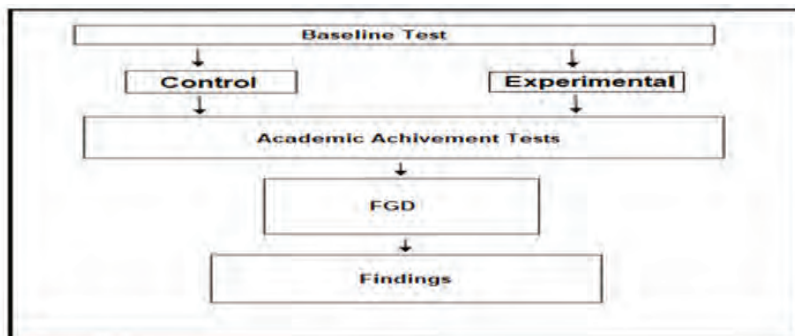 Baseline Test
Control Experimental
Academic Achivement Tests
FGD
Findings